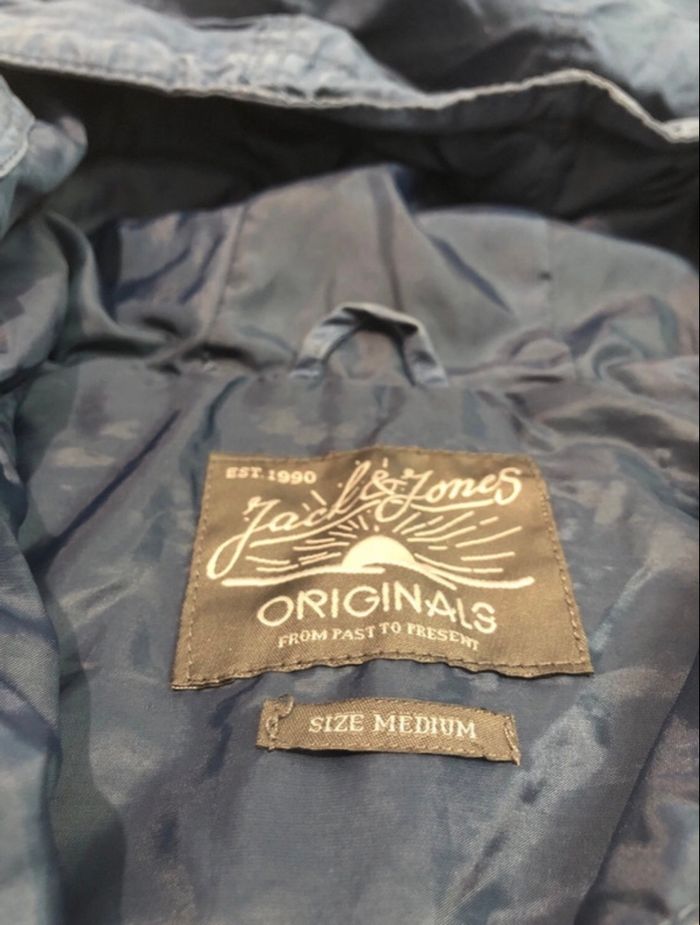 EST. 1990
Jack & Jones
ORIGINALS
FROM PAST TO PRESENT
SIZE MEDIUM